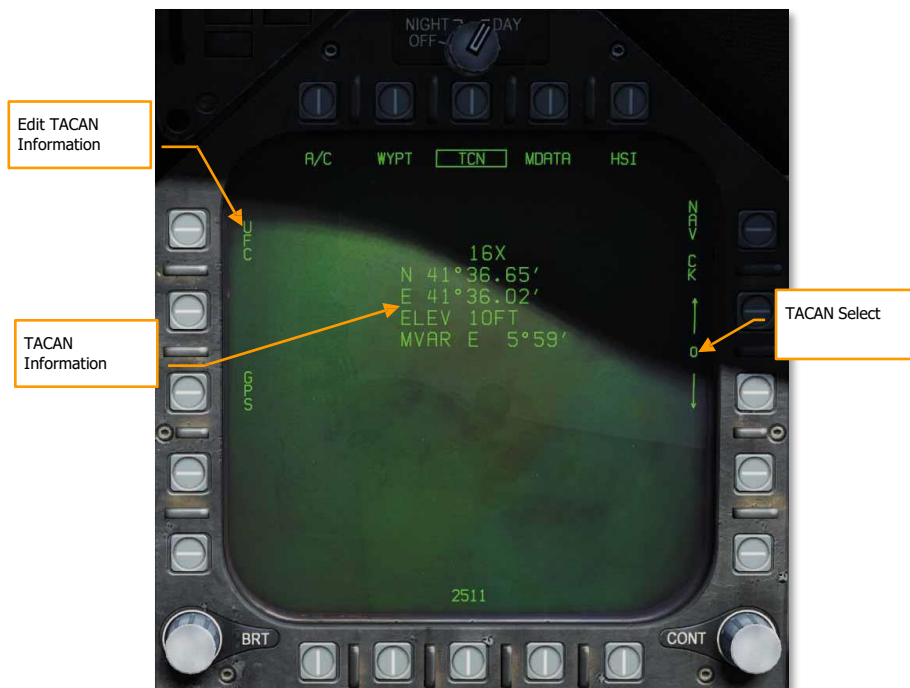 NIGHT DAY
OFF
Edit TACAN
Information
A/C WYPT TCN MDATA HSI
UFC
NAV CK
16X
N 41°36.65′
E 41°36.02′
ELEV 10FT
MVAR E 5°59′
TACAN Select
0
TACAN
Information
GPS
2511
BRT
CONT